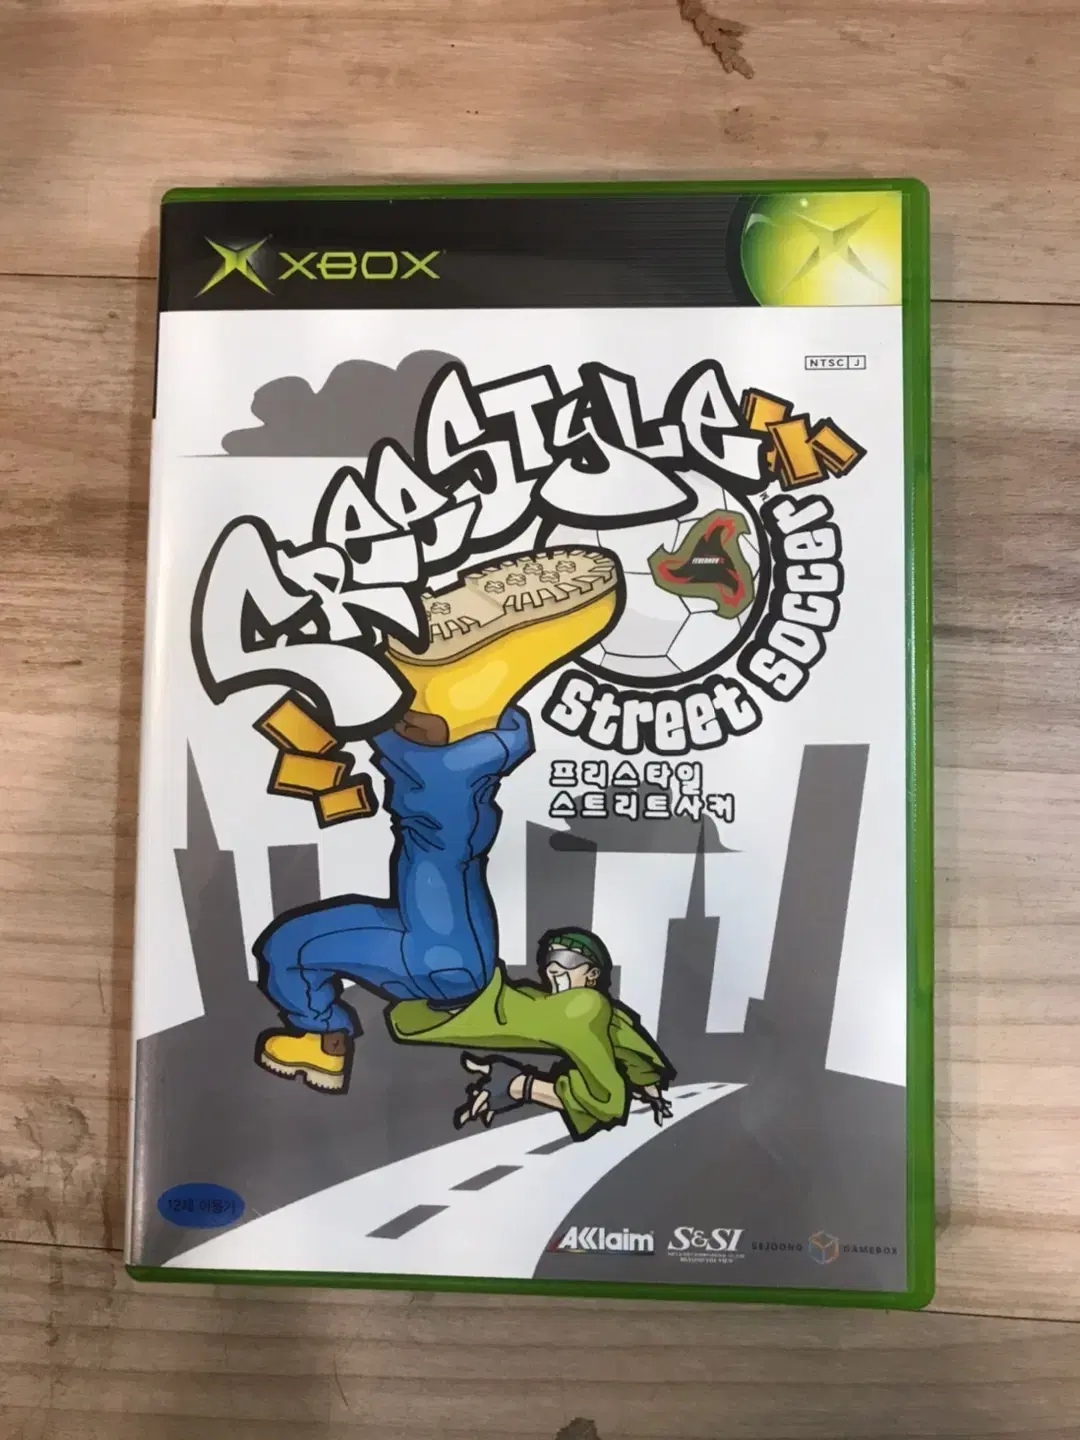 XBOX
NTSC J
FReeSTyLe
street soccer
프리스타일
스트리트사커
12세 이용가
AKklaim
S&SI
SEJOONG GAMEBOX